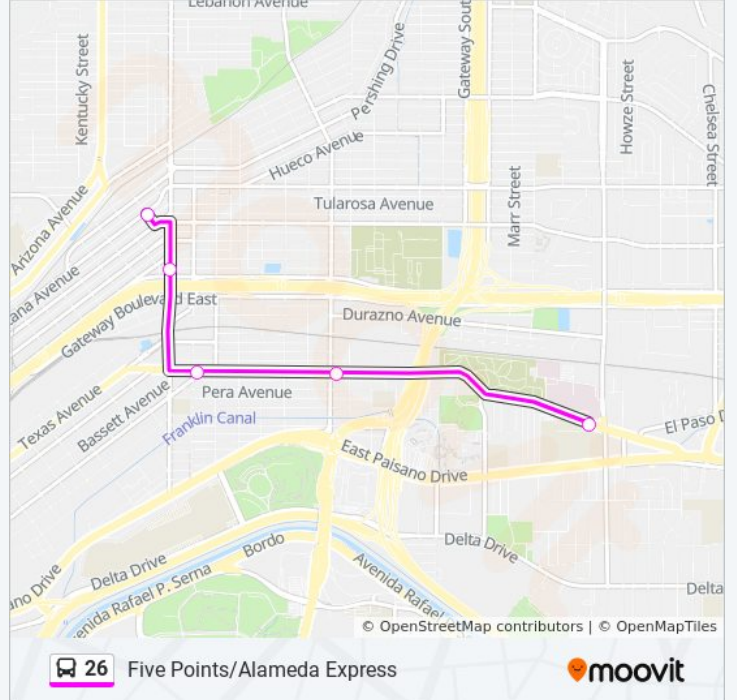 Lebanon Avenue
Kentucky Street
Pershing Drive
Gateway Sout
Howze Street
Chelsea Street
Hueco Avenue
Marr Street
Tularosa Avenue
Arizona Avenue
ana Avenue
Gateway Boulevard East
Durazno Avenue
Pera Avenue
Texas Avenue
Bassett Avenue
Franklin Canal
El Paso D
East Paisano Drive
Delta Drive
Bordo
Delta Drive
ano Drive
enida Rafael P. Serna
Avenida Rafael
Delta
© OpenStreetMap contributors | © OpenMapTiles
26 Five Points/Alameda Express
moovit